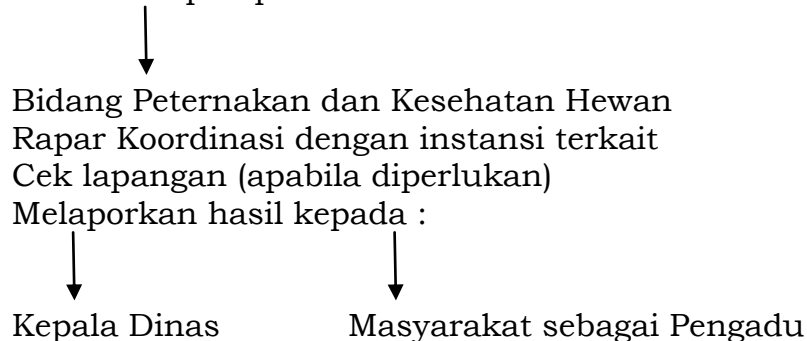 Bidang Peternakan dan Kesehatan Hewan
Rapar Koordinasi dengan instansi terkait
Cek lapangan (apabila diperlukan)
Melaporkan hasil kepada :
Kepala Dinas Masyarakat sebagai Pengadu